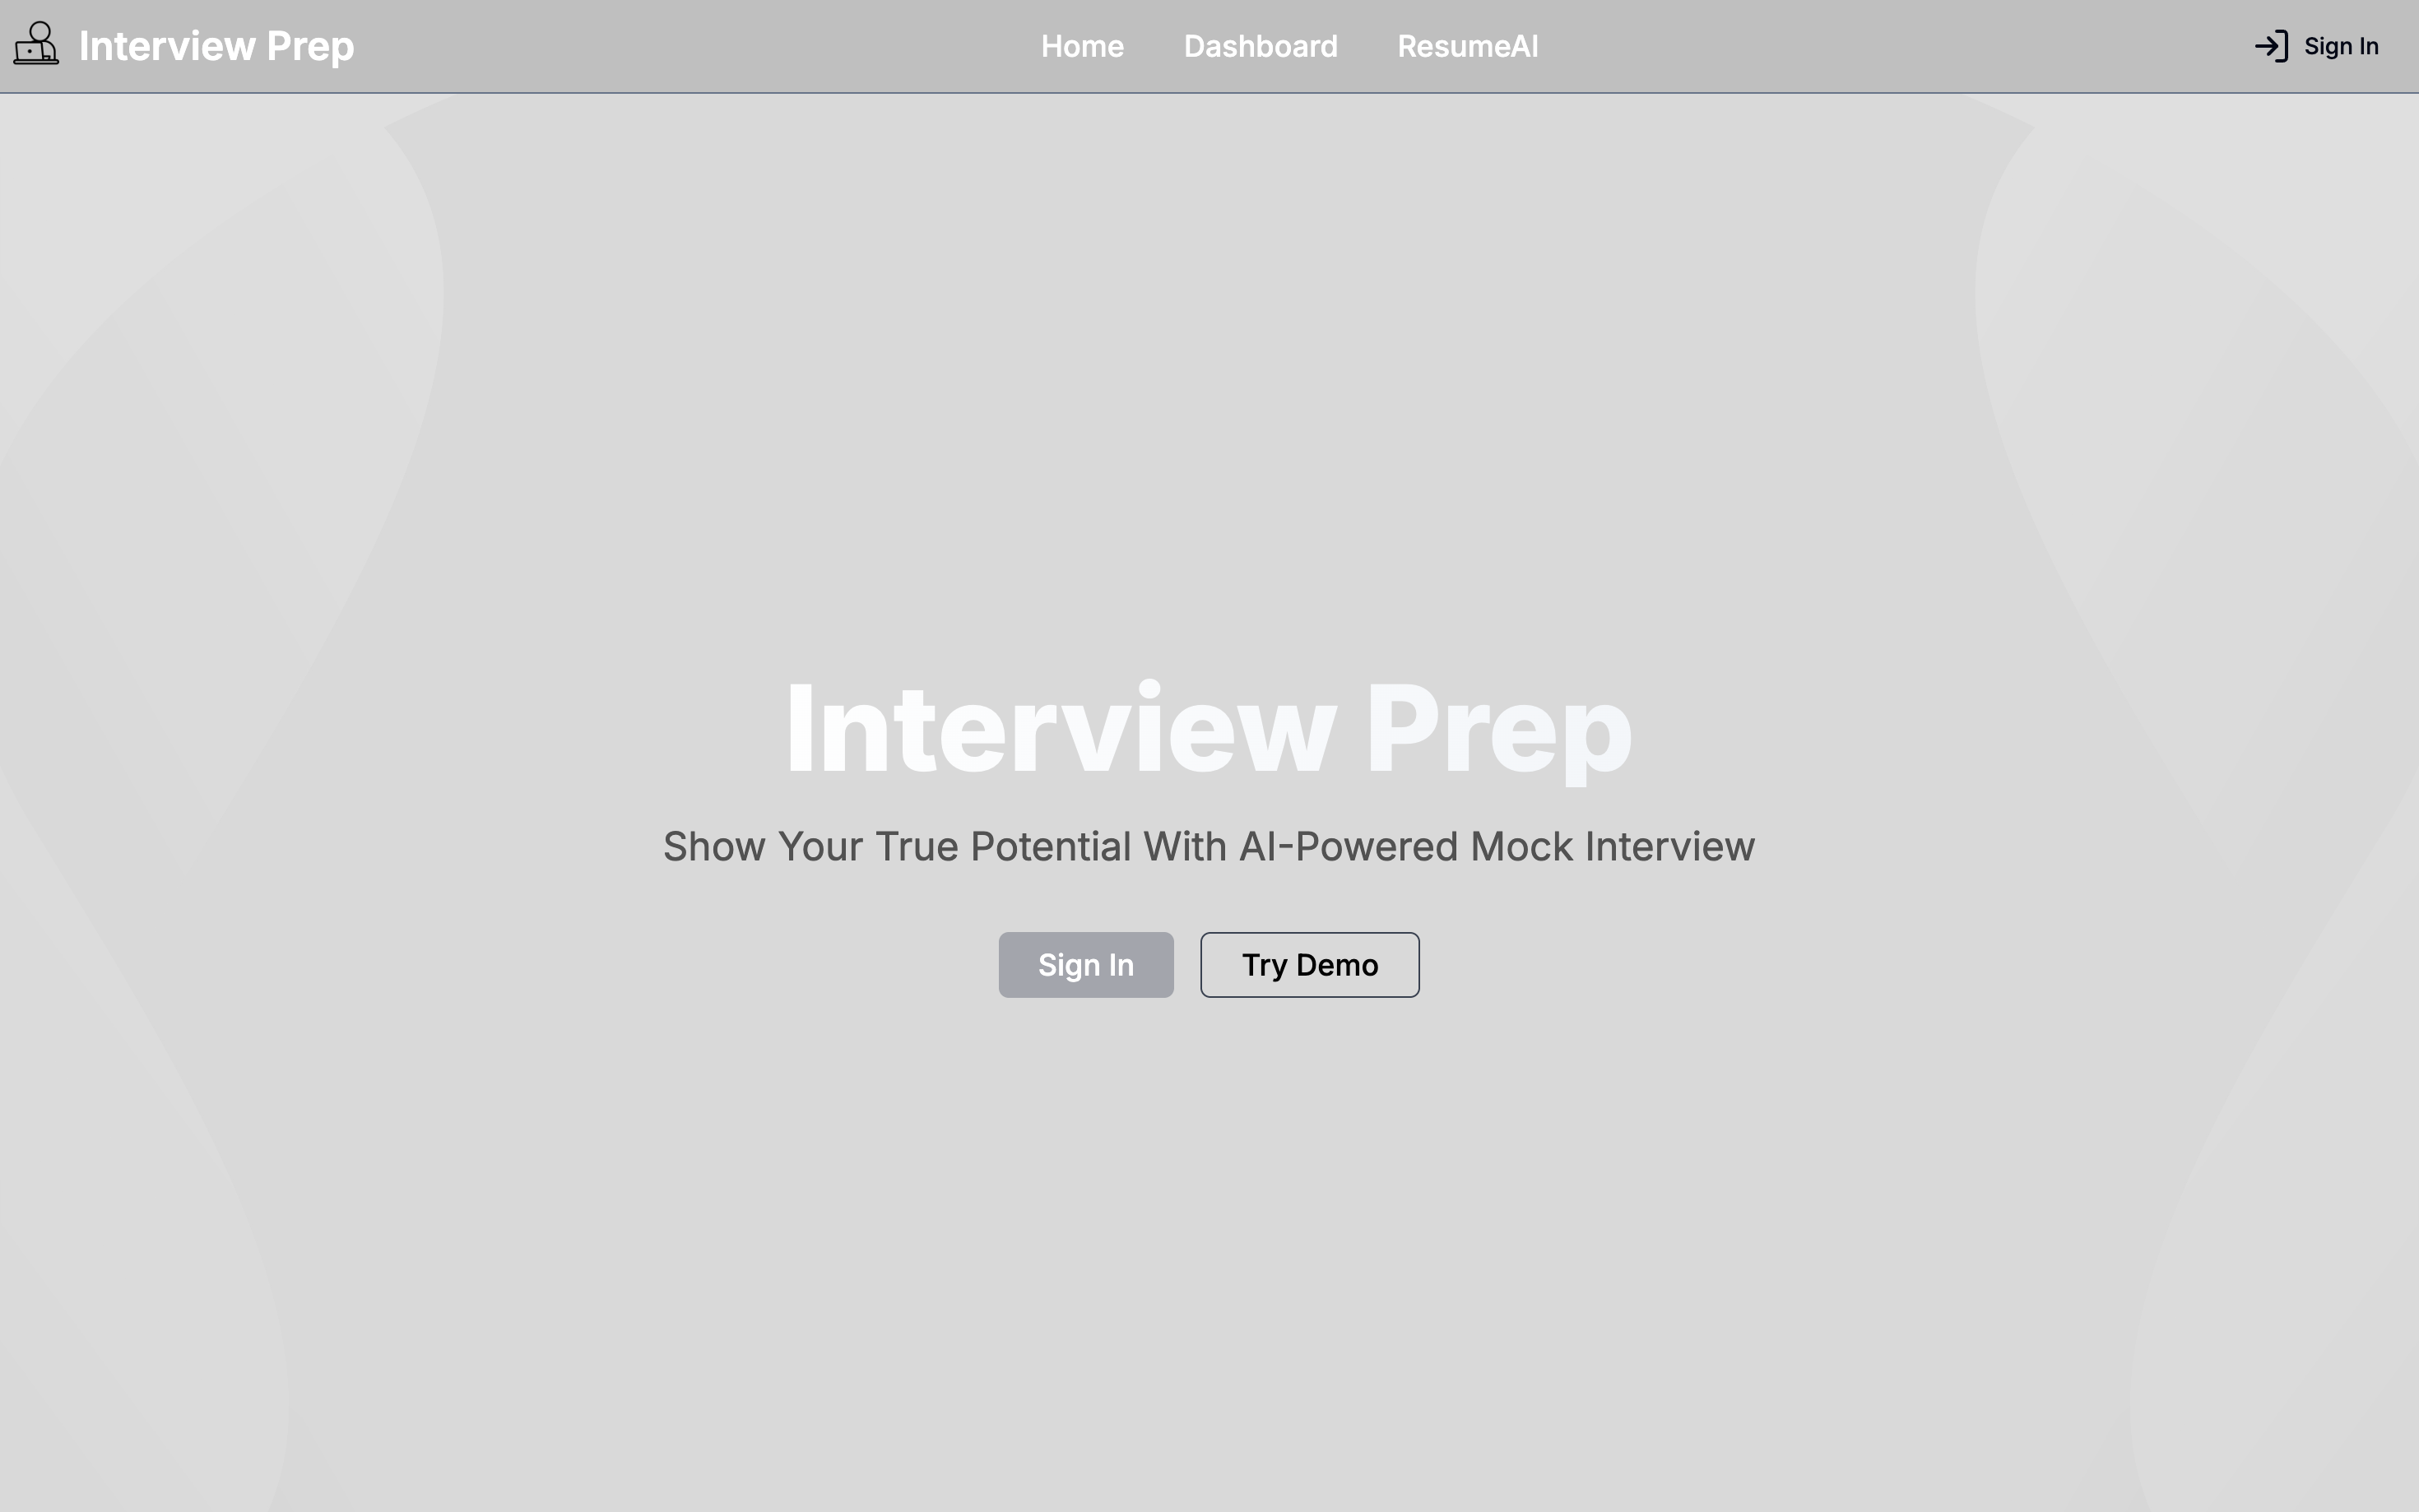 Interview Prep
Home
Dashboard
ResumeAI
Sign In
Interview Prep
Show Your True Potential With AI-Powered Mock Interview
Sign In
Try Demo